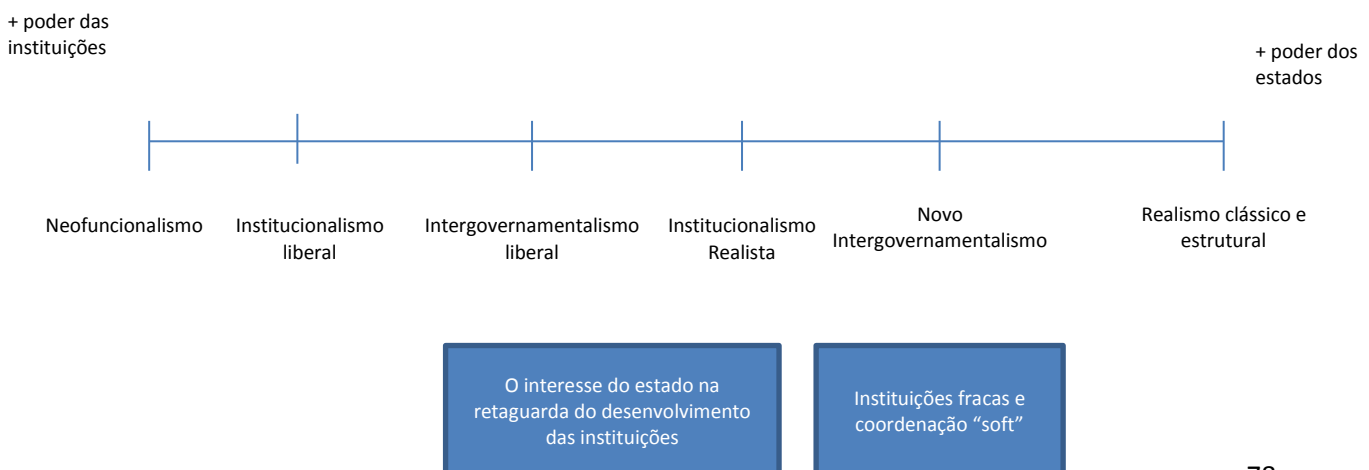 + poder das
instituições
+ poder dos
estados
Neofuncionalismo
Institucionalismo
liberal
Intergovernamentalismo
liberal
Institucionalismo
Realista
Novo
Intergovernamentalismo
Realismo clássico e
estrutural
O interesse do estado na
retaguarda do desenvolvimento
das instituições
Instituições fracas e
coordenação “soft”